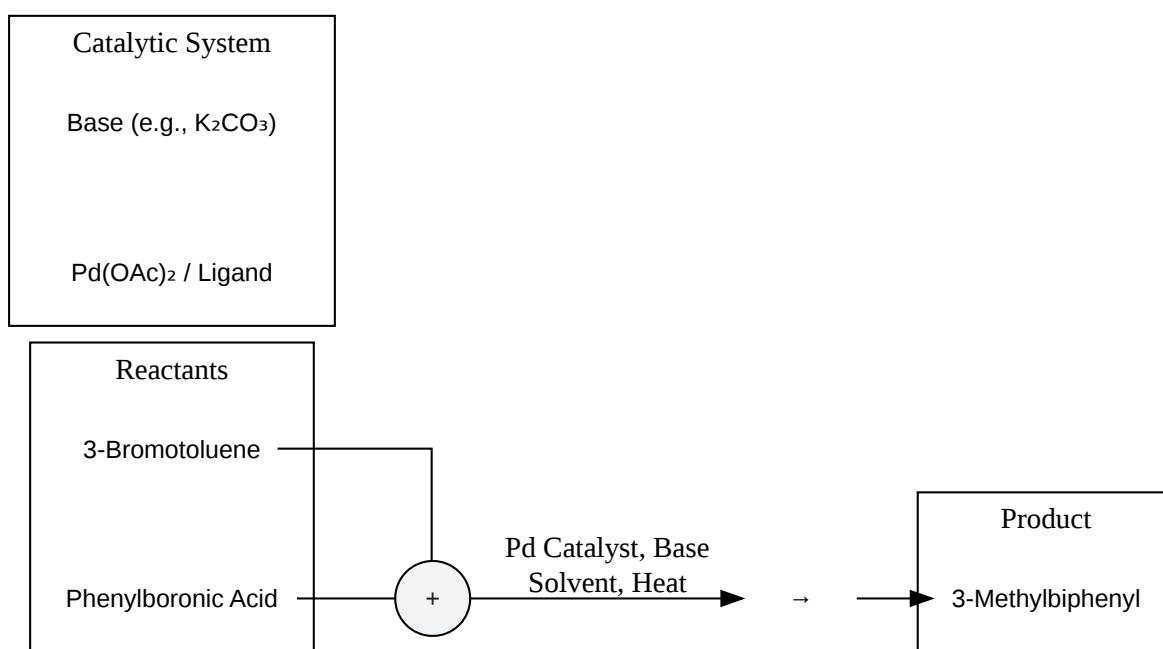 Catalytic System
Base (e.g., K₂CO₃)
Pd(OAc)₂ / Ligand
Reactants
3-Bromotoluene
Phenylboronic Acid
+
Pd Catalyst, Base
Solvent, Heat
→
Product
3-Methylbiphenyl